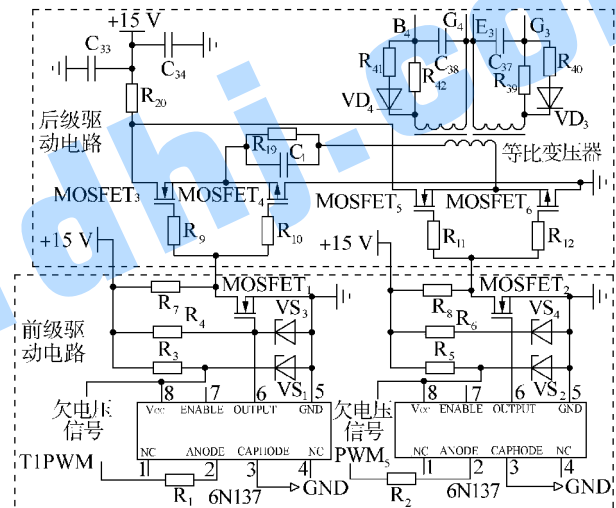 +15 V
B4 G4 E3 G3
C33 C34
R41 C38 C37 R40
R42 R39
R20
VD4 VD3
后级驱
动电路
R19
C1
等比变压器
MOSFET3 MOSFET4 MOSFET5 MOSFET6
R9 R10 R11 R12
+15 V +15 V
MOSFET1 MOSFET2
前级驱
动电路
R7 VS3 R8 VS4
R4 R6
R3 VS1 R5 VS2
欠电压
信号
8 7 6 5
VCC ENABLE OUTPUT GND
NC ANODE CAPHODE NC
1 2 3 4
T1PWM
R1 6N137 GND
欠电压
信号
8 7 6 5
VCC ENABLE OUTPUT GND
NC ANODE CAPHODE NC
1 2 3 4
PWM5
R2 6N137 GND